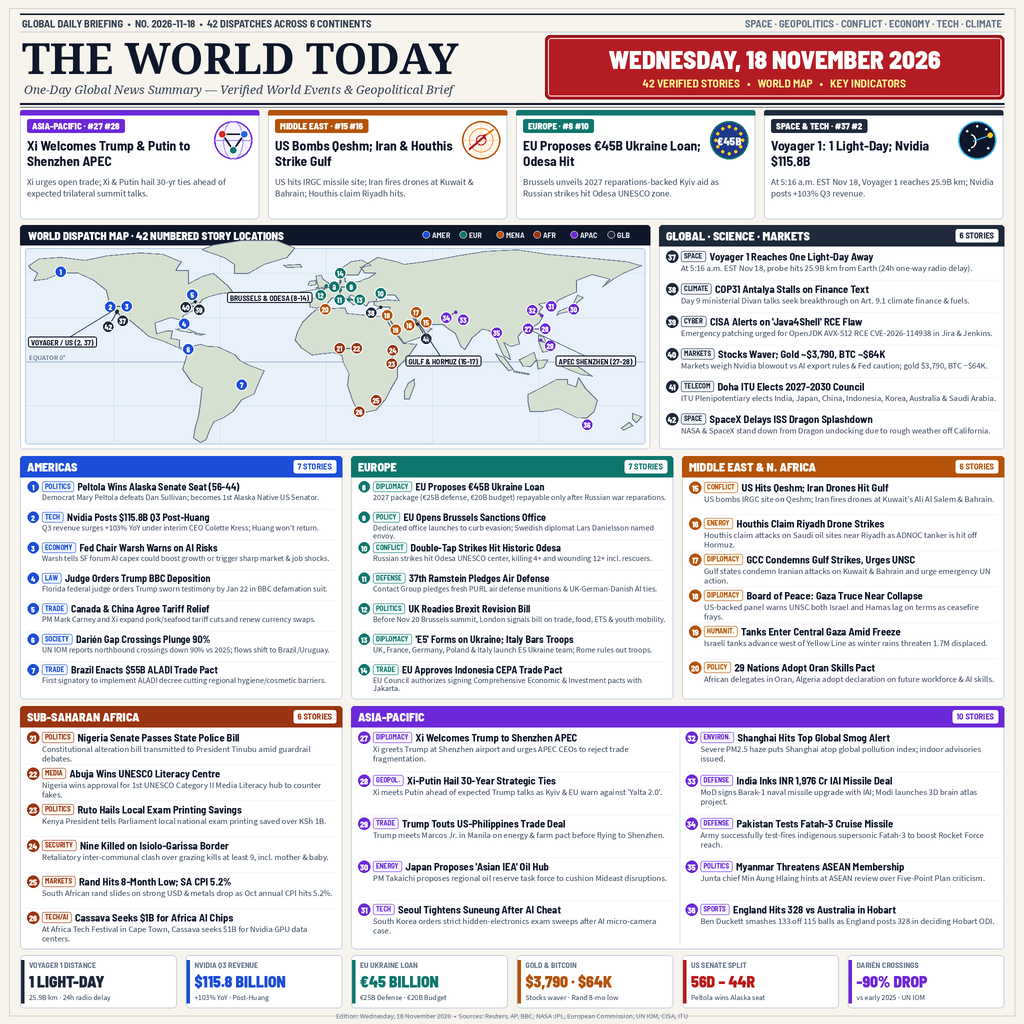 GLOBAL DAILY BRIEFING • NO. 2026-11-18 • 42 DISPATCHES ACROSS 6 CONTINENTS
SPACE · GEOPOLITICS · CONFLICT · ECONOMY · TECH · CLIMATE
THE WORLD TODAY
One-Day Global News Summary — Verified World Events & Geopolitical Brief
WEDNESDAY, 18 NOVEMBER 2026
42 VERIFIED STORIES • WORLD MAP • KEY INDICATORS
ASIA-PACIFIC · #27 #28
Xi Welcomes Trump & Putin to
Shenzhen APEC
Xi urges open trade; Xi & Putin hail 30-yr ties ahead of
expected trilateral summit talks.
MIDDLE EAST · #15 #16
US Bombs Qeshm; Iran & Houthis
Strike Gulf
US hits IRGC missile site; Iran fires drones at Kuwait &
Bahrain; Houthis claim Riyadh hits.
EUROPE · #8 #10
EU Proposes €45B Ukraine Loan;
Odesa Hit
Brussels unveils 2027 reparations-backed Kyiv aid as
Russian strikes hit Odesa UNESCO zone.
€45B
SPACE & TECH · #37 #2
Voyager 1: 1 Light-Day; Nvidia
$115.8B
At 5:16 a.m. EST Nov 18, Voyager 1 reaches 25.9B km; Nvidia
posts +103% Q3 revenue.
WORLD DISPATCH MAP · 42 NUMBERED STORY LOCATIONS
AMER
EUR
MENA
AFR
APAC
GLB
BRUSSELS & ODESA (8-14)
VOYAGER / US (2, 37)
EQUATOR 0°
GULF & HORMUZ (15-17)
APEC SHENZHEN (27-28)
GLOBAL · SCIENCE · MARKETS
6 STORIES
37 SPACE Voyager 1 Reaches One Light-Day Away
At 5:16 a.m. EST Nov 18, probe hits 25.9B km from Earth (24h one-way radio delay).
38 CLIMATE COP31 Antalya Stalls on Finance Text
Day 9 ministerial Divan talks seek breakthrough on Art. 9.1 climate finance & fuels.
39 CYBER CISA Alerts on 'Java4Shell' RCE Flaw
Emergency patching urged for OpenJDK AVX-512 RCE CVE-2026-114938 in Jira & Jenkins.
40 MARKETS Stocks Waver; Gold ~$3,790, BTC ~$64K
Markets weigh Nvidia blowout vs AI export rules & Fed caution; gold $3,790, BTC ~$64K.
41 TELECOM Doha ITU Elects 2027-2030 Council
ITU Plenipotentiary elects India, Japan, China, Indonesia, Korea, Australia & Saudi Arabia.
42 SPACE SpaceX Delays ISS Dragon Splashdown
NASA & SpaceX stand down from Dragon undocking due to rough weather off California.
AMERICAS
7 STORIES
1 POLITICS Peltola Wins Alaska Senate Seat (56-44)
Democrat Mary Peltola defeats Dan Sullivan; becomes 1st Alaska Native US Senator.
2 TECH Nvidia Posts $115.8B Q3 Post-Huang
Q3 revenue surges +103% YoY under interim CEO Colette Kress; Huang won't return.
3 ECONOMY Fed Chair Warsh Warns on AI Risks
Warsh tells SF forum AI capex could boost growth or trigger sharp market & job shocks.
4 LAW Judge Orders Trump BBC Deposition
Florida federal judge orders Trump sworn testimony by Jan 22 in BBC defamation suit.
5 TRADE Canada & China Agree Tariff Relief
PM Mark Carney and Xi expand pork/seafood tariff cuts and renew currency swaps.
6 SOCIETY Darién Gap Crossings Plunge 90%
UN IOM reports northbound crossings down 90% vs 2025; flows shift to Brazil/Uruguay.
7 TRADE Brazil Enacts $55B ALADI Trade Pact
First signatory to implement ALADI decree cutting regional hygiene/cosmetic barriers.
EUROPE
7 STORIES
8 DIPLOMACY EU Proposes €45B Ukraine Loan
2027 package (€25B defense, €20B budget) repayable only after Russian war reparations.
9 POLICY EU Opens Brussels Sanctions Office
Dedicated office launches to curb evasion; Swedish diplomat Lars Danielsson named
envoy.
10 CONFLICT Double-Tap Strikes Hit Historic Odesa
Russian strikes hit Odesa UNESCO center, killing 4+ and wounding 12+ incl. rescuers.
11 DEFENSE 37th Ramstein Pledges Air Defense
Contact Group pledges fresh PURL air defense munitions & UK-German-Danish AI ties.
12 POLITICS UK Readies Brexit Revision Bill
Before Nov 20 Brussels summit, London signals bill on trade, food, ETS & youth mobility.
13 DIPLOMACY 'E5' Forms on Ukraine; Italy Bars Troops
UK, France, Germany, Poland & Italy launch E5 Ukraine team; Rome rules out troops.
14 TRADE EU Approves Indonesia CEPA Trade Pact
EU Council authorizes signing Comprehensive Economic & Investment pacts with
Jakarta.
MIDDLE EAST & N. AFRICA
6 STORIES
15 CONFLICT US Hits Qeshm; Iran Drones Hit Gulf
US bombs IRGC site on Qeshm; Iran fires drones at Kuwait's Ali Al Salem & Bahrain.
16 ENERGY Houthis Claim Riyadh Drone Strikes
Houthis claim attacks on Saudi oil sites near Riyadh as ADNOC tanker is hit off
Hormuz.
17 DIPLOMACY GCC Condemns Gulf Strikes, Urges UNSC
Gulf states condemn Iranian attacks on Kuwait & Bahrain and urge emergency UN
action.
18 DIPLOMACY Board of Peace: Gaza Truce Near Collapse
US-backed panel warns UNSC both Israel and Hamas lag on terms as ceasefire
frays.
19 HUMANIT. Tanks Enter Central Gaza Amid Freeze
Israeli tanks advance west of Yellow Line as winter rains threaten 1.7M displaced.
20 POLICY 29 Nations Adopt Oran Skills Pact
African delegates in Oran, Algeria adopt declaration on future workforce & AI skills.
SUB-SAHARAN AFRICA
6 STORIES
21 POLITICS Nigeria Senate Passes State Police Bill
Constitutional alteration bill transmitted to President Tinubu amid guardrail
debates.
22 MEDIA Abuja Wins UNESCO Literacy Centre
Nigeria wins approval for 1st UNESCO Category II Media Literacy hub to counter
fakes.
23 POLITICS Ruto Hails Local Exam Printing Savings
Kenya President tells Parliament local national exam printing saved over KSh 1B.
24 SECURITY Nine Killed on Isiolo-Garissa Border
Retaliatory inter-communal clash over grazing kills at least 9, incl. mother & baby.
25 MARKETS Rand Hits 8-Month Low; SA CPI 5.2%
South African rand slides on strong USD & metals drop as Oct annual CPI hits 5.2%.
26 TECH/AI Cassava Seeks $1B for Africa AI Chips
At Africa Tech Festival in Cape Town, Cassava seeks $1B for Nvidia GPU data
centers.
ASIA-PACIFIC
10 STORIES
27 DIPLOMACY Xi Welcomes Trump to Shenzhen APEC
Xi greets Trump at Shenzhen airport and urges APEC CEOs to reject trade
fragmentation.
28 GEOPOL. Xi-Putin Hail 30-Year Strategic Ties
Xi meets Putin ahead of expected Trump talks as Kyiv & EU warn against 'Yalta 2.0'.
29 TRADE Trump Touts US-Philippines Trade Deal
Trump meets Marcos Jr. in Manila on energy & farm pact before flying to Shenzhen.
30 ENERGY Japan Proposes 'Asian IEA' Oil Hub
PM Takaichi proposes regional oil reserve task force to cushion Mideast disruptions.
31 TECH Seoul Tightens Suneung After AI Cheat
South Korea orders strict hidden-electronics exam sweeps after AI micro-camera
case.
32 ENVIRON. Shanghai Hits Top Global Smog Alert
Severe PM2.5 haze puts Shanghai atop global pollution index; indoor advisories
issued.
33 DEFENSE India Inks INR 1,976 Cr IAI Missile Deal
MoD signs Barak-1 naval missile upgrade with IAI; Modi launches 3D brain atlas
project.
34 DEFENSE Pakistan Tests Fatah-3 Cruise Missile
Army successfully test-fires indigenous supersonic Fatah-3 to boost Rocket Force
reach.
35 POLITICS Myanmar Threatens ASEAN Membership
Junta chief Min Aung Hlaing hints at ASEAN review over Five-Point Plan criticism.
36 SPORTS England Hits 328 vs Australia in Hobart
Ben Duckett smashes 133 off 115 balls as England posts 328 in deciding Hobart ODI.
VOYAGER 1 DISTANCE
1 LIGHT-DAY
25.9B km · 24h radio delay
NVIDIA Q3 REVENUE
$115.8 BILLION
+103% YoY · Post-Huang
EU UKRAINE LOAN
€45 BILLION
€25B Defense · €20B Budget
GOLD & BITCOIN
$3,790 · $64K
Stocks waver · Rand 8-mo low
US SENATE SPLIT
56D – 44R
Peltola wins Alaska seat
DARIÉN CROSSINGS
-90% DROP
vs early 2025 · UN IOM
Edition: Wednesday, 18 November 2026 • Sources: Reuters, AP, BBC, NASA JPL, European Commission, UN IOM, CISA, ITU